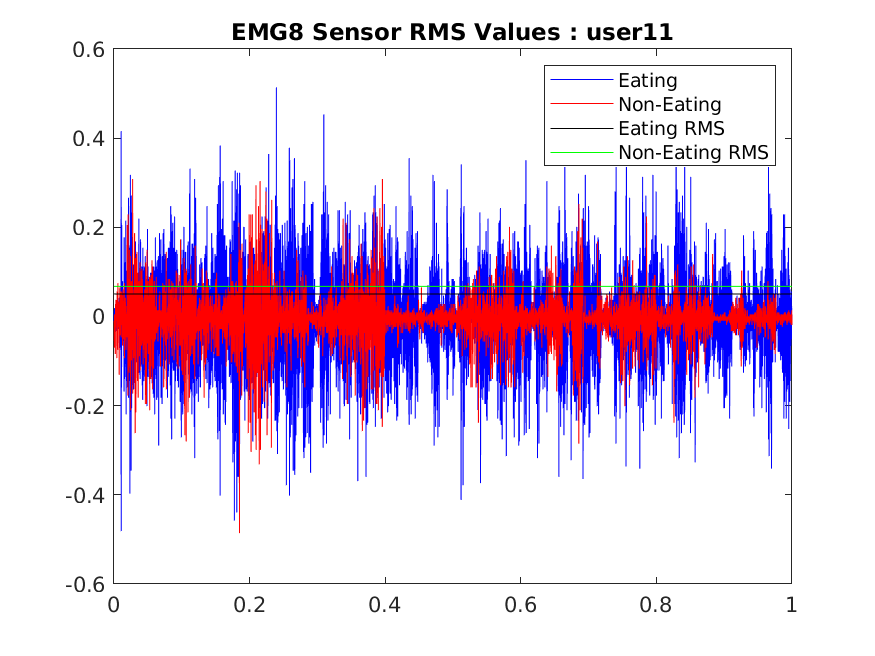 EMG8 Sensor RMS Values : user11
0.6
Eating
Non-Eating
Eating RMS
Non-Eating RMS
0.4
0.2
0
-0.2
-0.4
-0.6
0 0.2 0.4 0.6 0.8 1